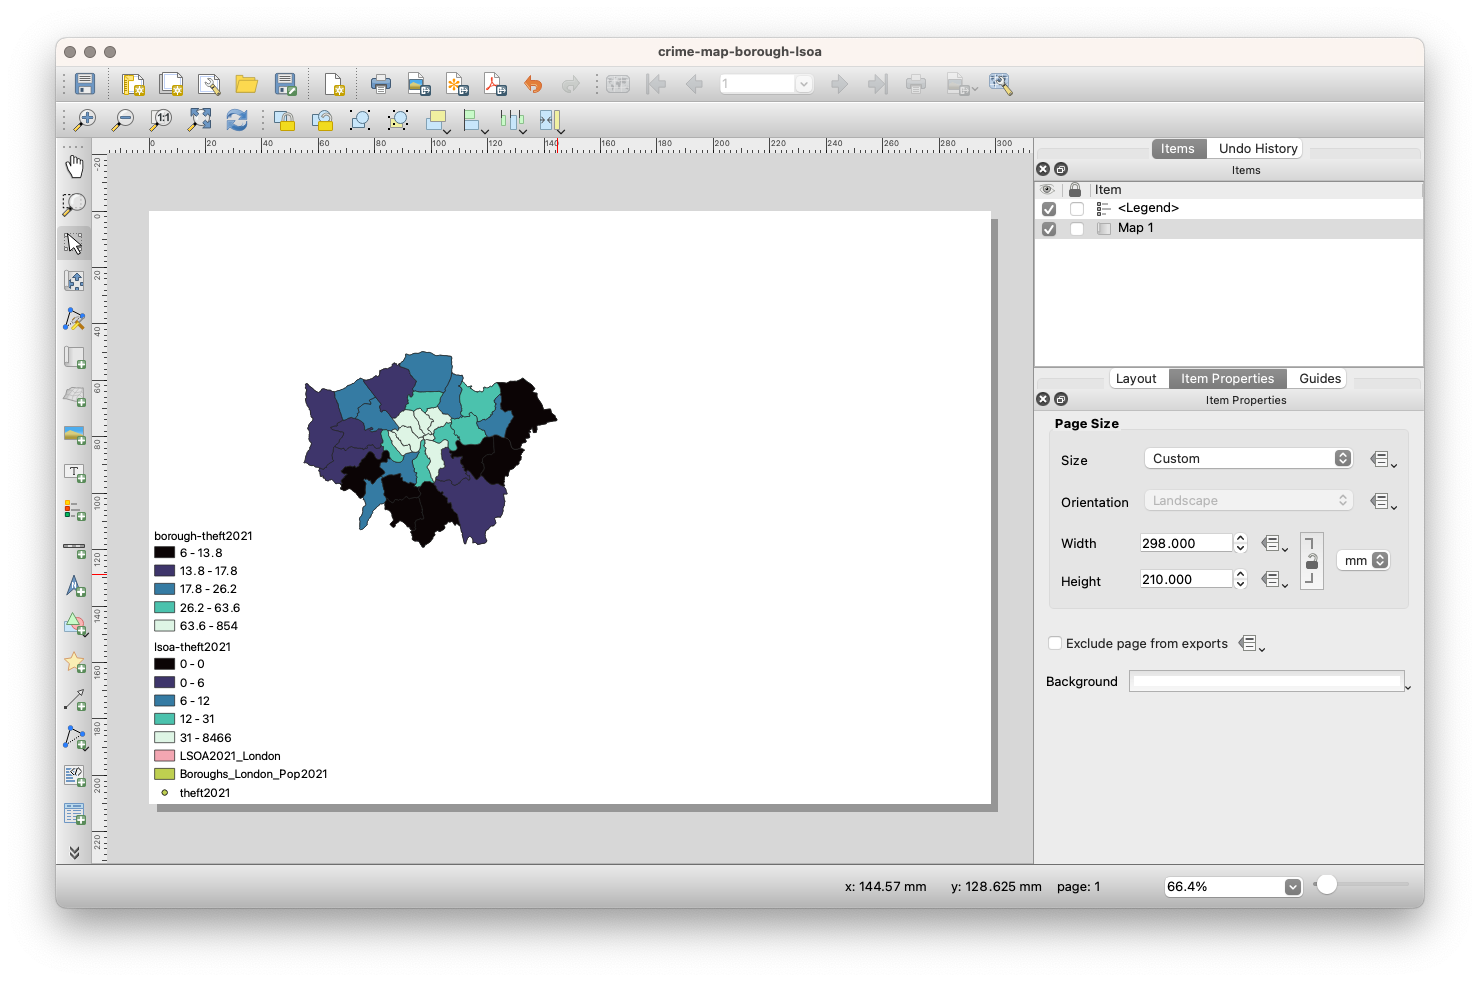 crime-map-borough-lsoa
1:1
1
0 20 40 60 80 100 120 140 160 180 200 220 240 260 280 300
-20
0
20
40
60
80
100
120
140
160
180
200
220
T
Items Undo History
Items
Item
<Legend>
Map 1
Layout Item Properties Guides
Item Properties
Page Size
Size Custom
Orientation Landscape
Width 298.000
mm
Height 210.000
Exclude page from exports
Background
borough-theft2021
6 - 13.8
13.8 - 17.8
17.8 - 26.2
26.2 - 63.6
63.6 - 854
lsoa-theft2021
0 - 0
0 - 6
6 - 12
12 - 31
31 - 8466
LSOA2021_London
Boroughs_London_Pop2021
theft2021
x: 144.57 mm y: 128.625 mm page: 1 66.4%